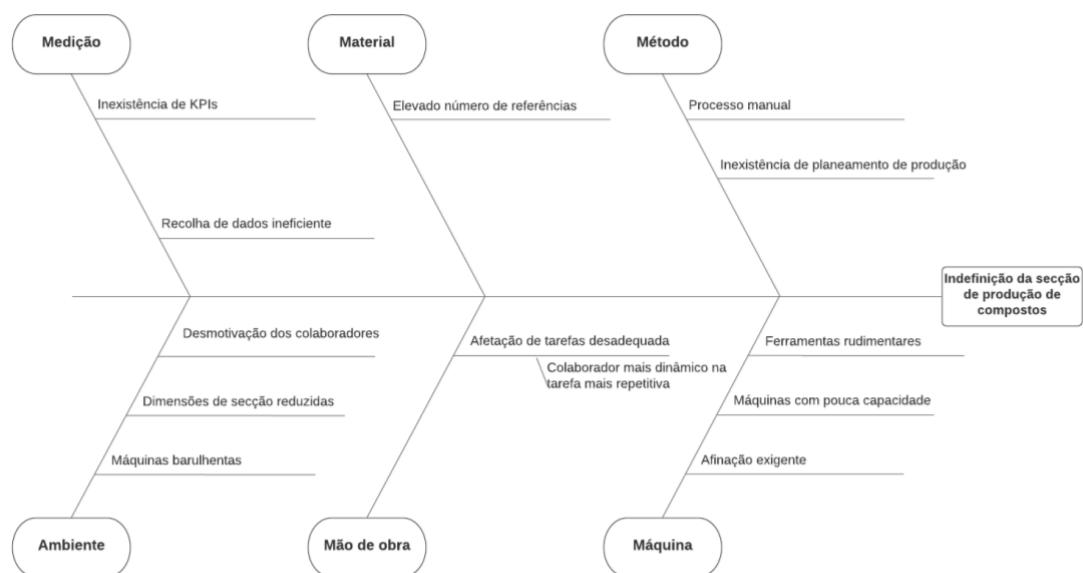 Medição
Material
Método
Inexistência de KPIs
Elevado número de referências
Processo manual
Inexistência de planeamento de produção
Recolha de dados ineficiente
Indefinição da secção
de produção de
compostos
Desmotivação dos colaboradores
Afetação de tarefas desadequada
Ferramentas rudimentares
Colaborador mais dinâmico na
tarefa mais repetitiva
Dimensões de secção reduzidas
Máquinas com pouca capacidade
Máquinas barulhentas
Afinação exigente
Ambiente
Mão de obra
Máquina